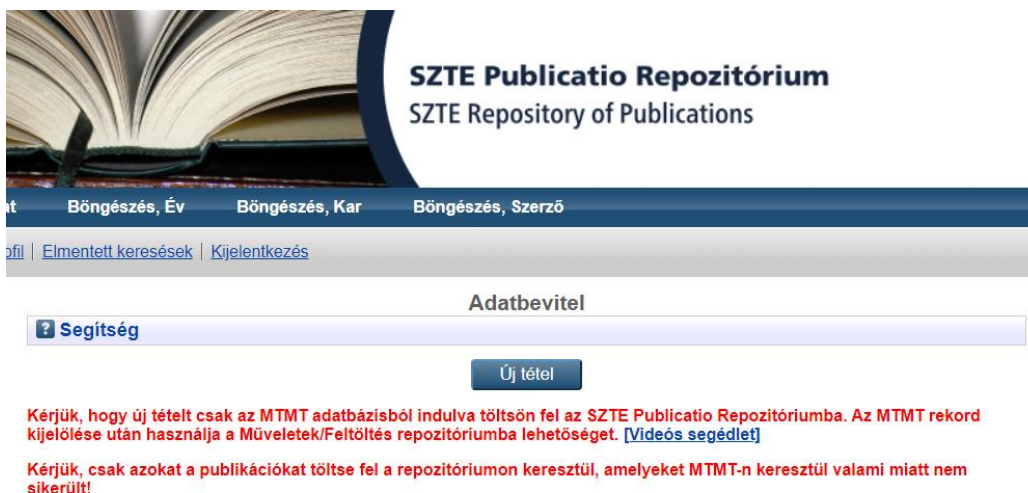 SZTE Publicatio Repozitórium
SZTE Repository of Publications
at Böngészés, Év Böngészés, Kar Böngészés, Szerző
ofil | Elmentett keresések | Kijelentkezés
Adatbevitel
? Segítség
Új tétel
Kérjük, hogy új tételt csak az MTMT adatbázisból indulva töltsön fel az SZTE Publicatio Repozitóriumba. Az MTMT rekord
kijelölése után használja a Műveletek/Feltöltés repozitóriumba lehetőséget. [Videós segédlet]
Kérjük, csak azokat a publikációkat töltse fel a repozitóriumon keresztül, amelyeket MTMT-n keresztül valami miatt nem
sikerült!